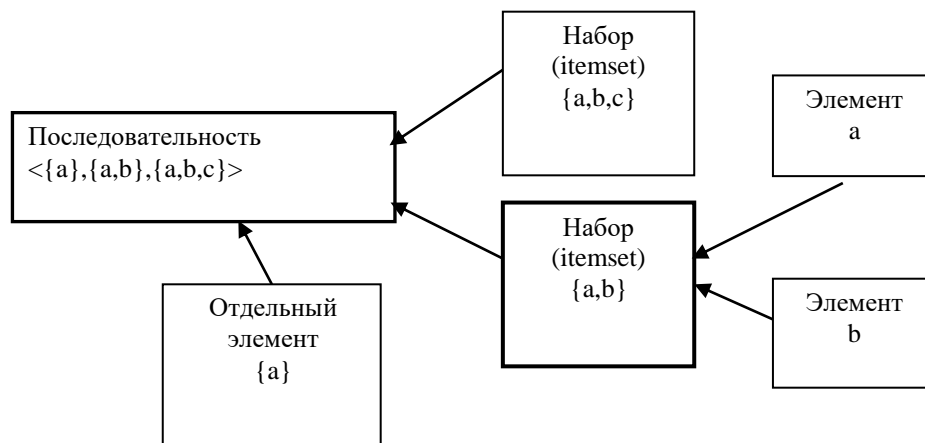 Набор
(itemset)
{a,b,c}
Элемент
a
Последовательность
<{a},{a,b},{a,b,c}>
Набор
(itemset)
{a,b}
Отдельный
элемент
{a}
Элемент
b